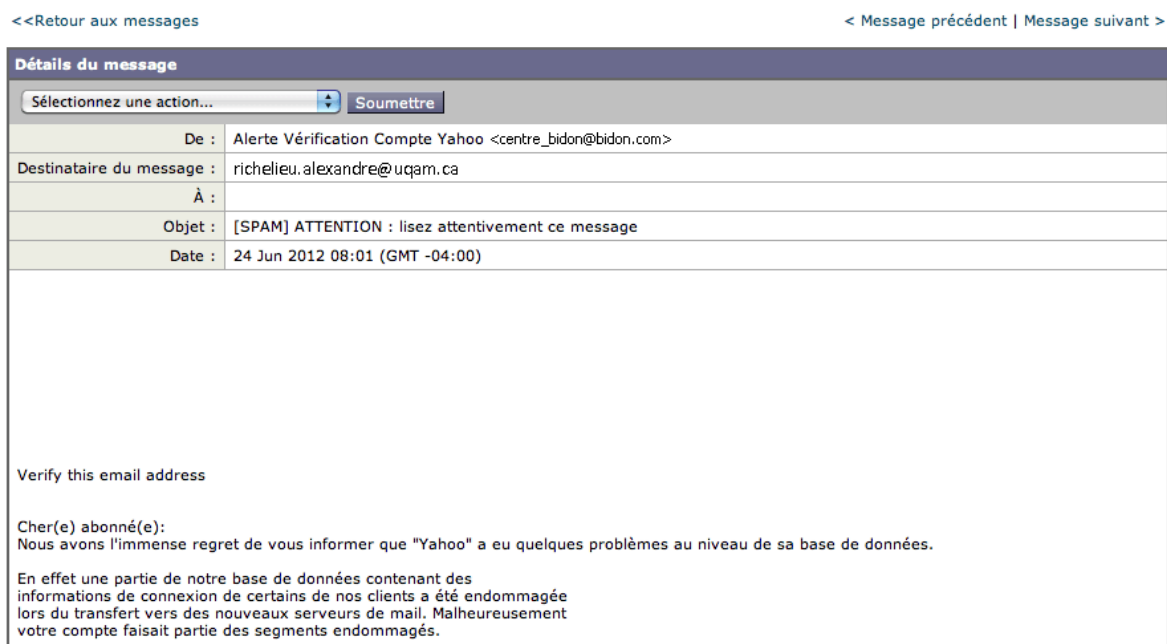 <<Retour aux messages
< Message précédent | Message suivant >
Détails du message
Sélectionnez une action...
Soumettre
De : Alerte Vérification Compte Yahoo <centre_bidon@bidon.com>
Destinataire du message : richelieu.alexandre@uqam.ca
À :
Objet : [SPAM] ATTENTION : lisez attentivement ce message
Date : 24 Jun 2012 08:01 (GMT -04:00)
Verify this email address
Cher(e) abonné(e):
Nous avons l'immense regret de vous informer que "Yahoo" a eu quelques problèmes au niveau de sa base de données.
En effet une partie de notre base de données contenant des
informations de connexion de certains de nos clients a été endommagée
lors du transfert vers des nouveaux serveurs de mail. Malheureusement
votre compte faisait partie des segments endommagés.